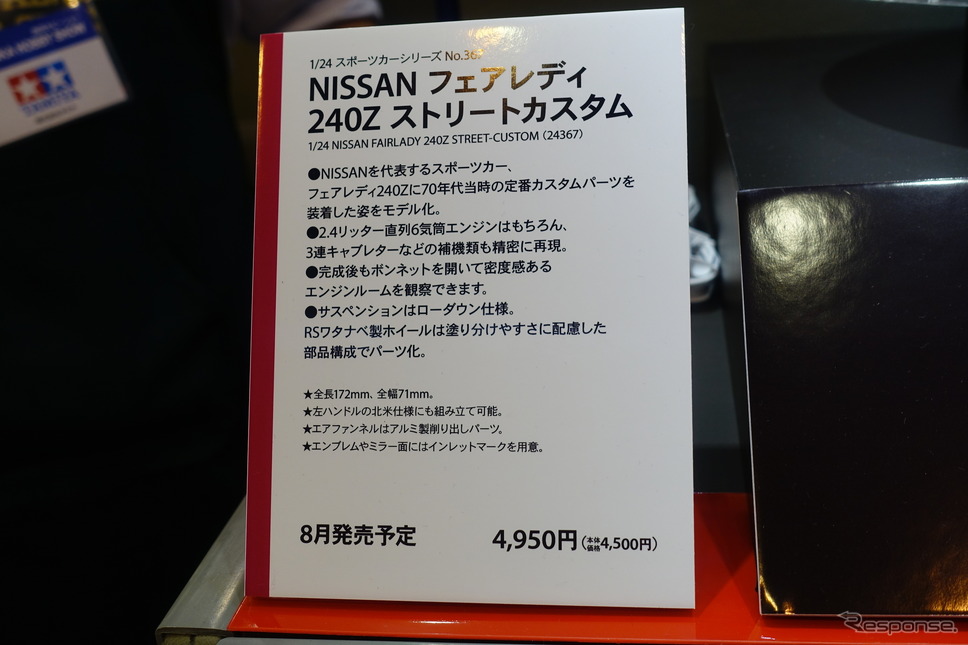 HOBBY SHOW
TAMIYA
1/24 スポーツカーシリーズ No.367
NISSAN フェアレディ
240Z ストリートカスタム
1/24 NISSAN FAIRLADY 240Z STREET-CUSTOM (24367)
●NISSANを代表するスポーツカー、
フェアレディ240Zに70年代当時の定番カスタムパーツを
装着した姿をモデル化。
●2.4リッター直列6気筒エンジンはもちろん、
3連キャブレターなどの補機類も精密に再現。
●完成後もボンネットを開いて密度感ある
エンジンルームを観察できます。
●サスペンションはローダウン仕様。
RSワタナベ製ホイールは塗り分けやすさに配慮した
部品構成でパーツ化。
★全長172mm、全幅71mm。
★左ハンドルの北米仕様にも組み立て可能。
★エアファンネルはアルミ製削り出しパーツ。
★エンブレムやミラー面にはインレットマークを用意。
8月発売予定 4,950円(本体価格4,500円)
Response.